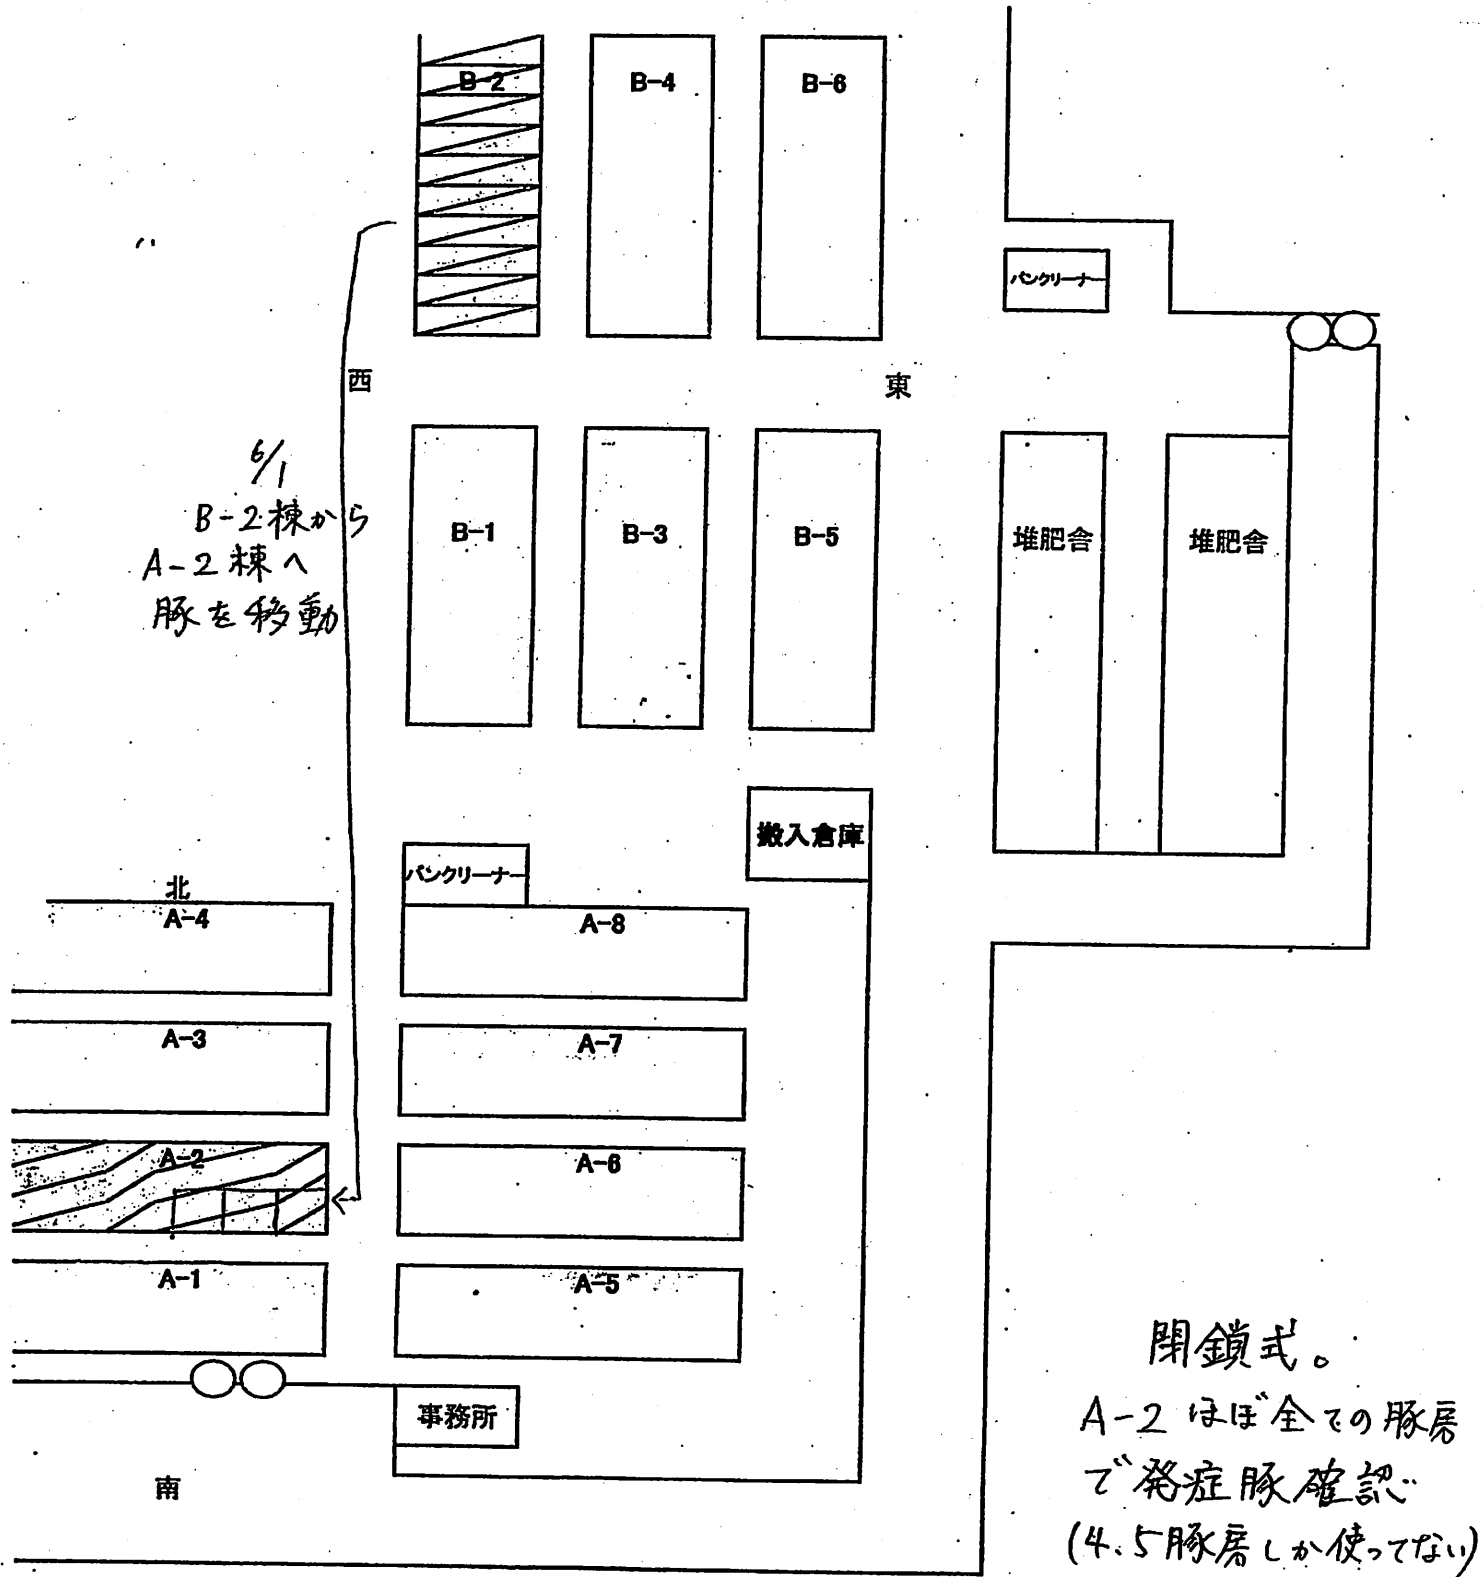 B-2
B-4
B-6
バンクリーナー
西
東
6/1
B-2棟から
A-2棟へ
豚を移動
B-1
B-3
B-5
堆肥舎
堆肥舎
搬入倉庫
バンクリーナー
北
A-4
A-8
A-3
A-7
A-2
A-6
A-1
A-5
事務所
南
閉鎖式。
A-2 ほぼ全ての豚房
で発症豚確認
(4.5豚房しか使ってない)